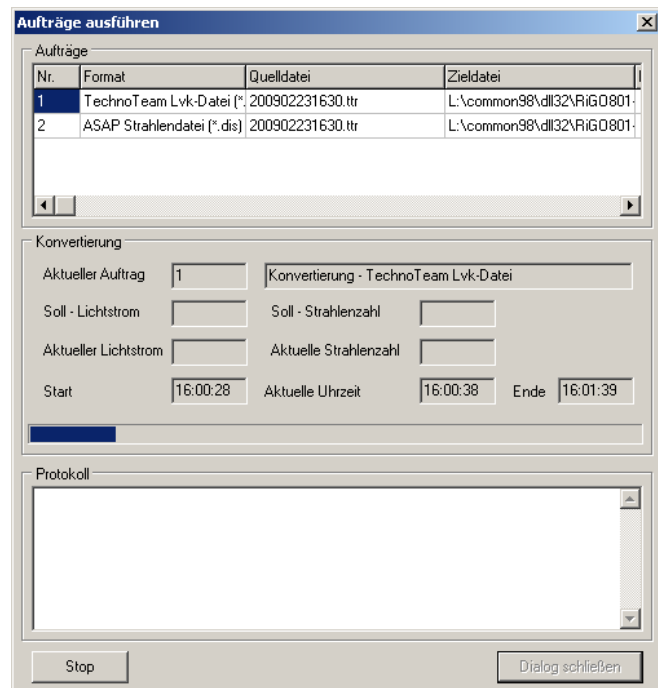 Aufträge ausführen
Aufträge
Nr. Format Quelldatei Zieldatei
1 TechnoTeam Lvk-Datei (*. 200902231630.ttr L:\common98\dll32\RiGO801-
2 ASAP Strahlendatei (*.dis) 200902231630.ttr L:\common98\dll32\RiGO801-
Konvertierung
Aktueller Auftrag 1 Konvertierung - TechnoTeam Lvk-Datei
Soll - Lichtstrom Soll - Strahlenzahl
Aktueller Lichtstrom Aktuelle Strahlenzahl
Start 16:00:28 Aktuelle Uhrzeit 16:00:38 Ende 16:01:39
Protokoll
Stop Dialog schließen